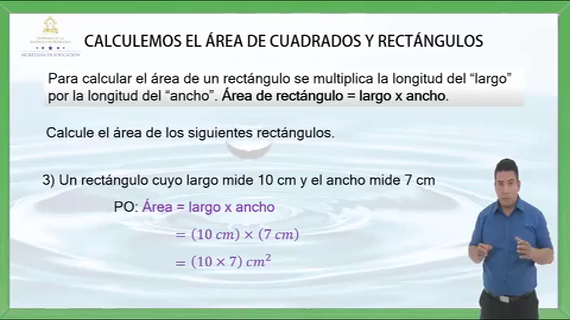 CALCULEMOS EL ÁREA DE CUADRADOS Y RECTÁNGULOS
SECRETARÍA DE EDUCACIÓN
Para calcular el área de un rectángulo se multiplica la longitud del “largo”
por la longitud del “ancho”. Área de rectángulo = largo x ancho.
Calcule el área de los siguientes rectángulos.
3) Un rectángulo cuyo largo mide 10 cm y el ancho mide 7 cm
PO: Área = largo x ancho
= (10 cm) × (7 cm)
= (10 × 7) cm²